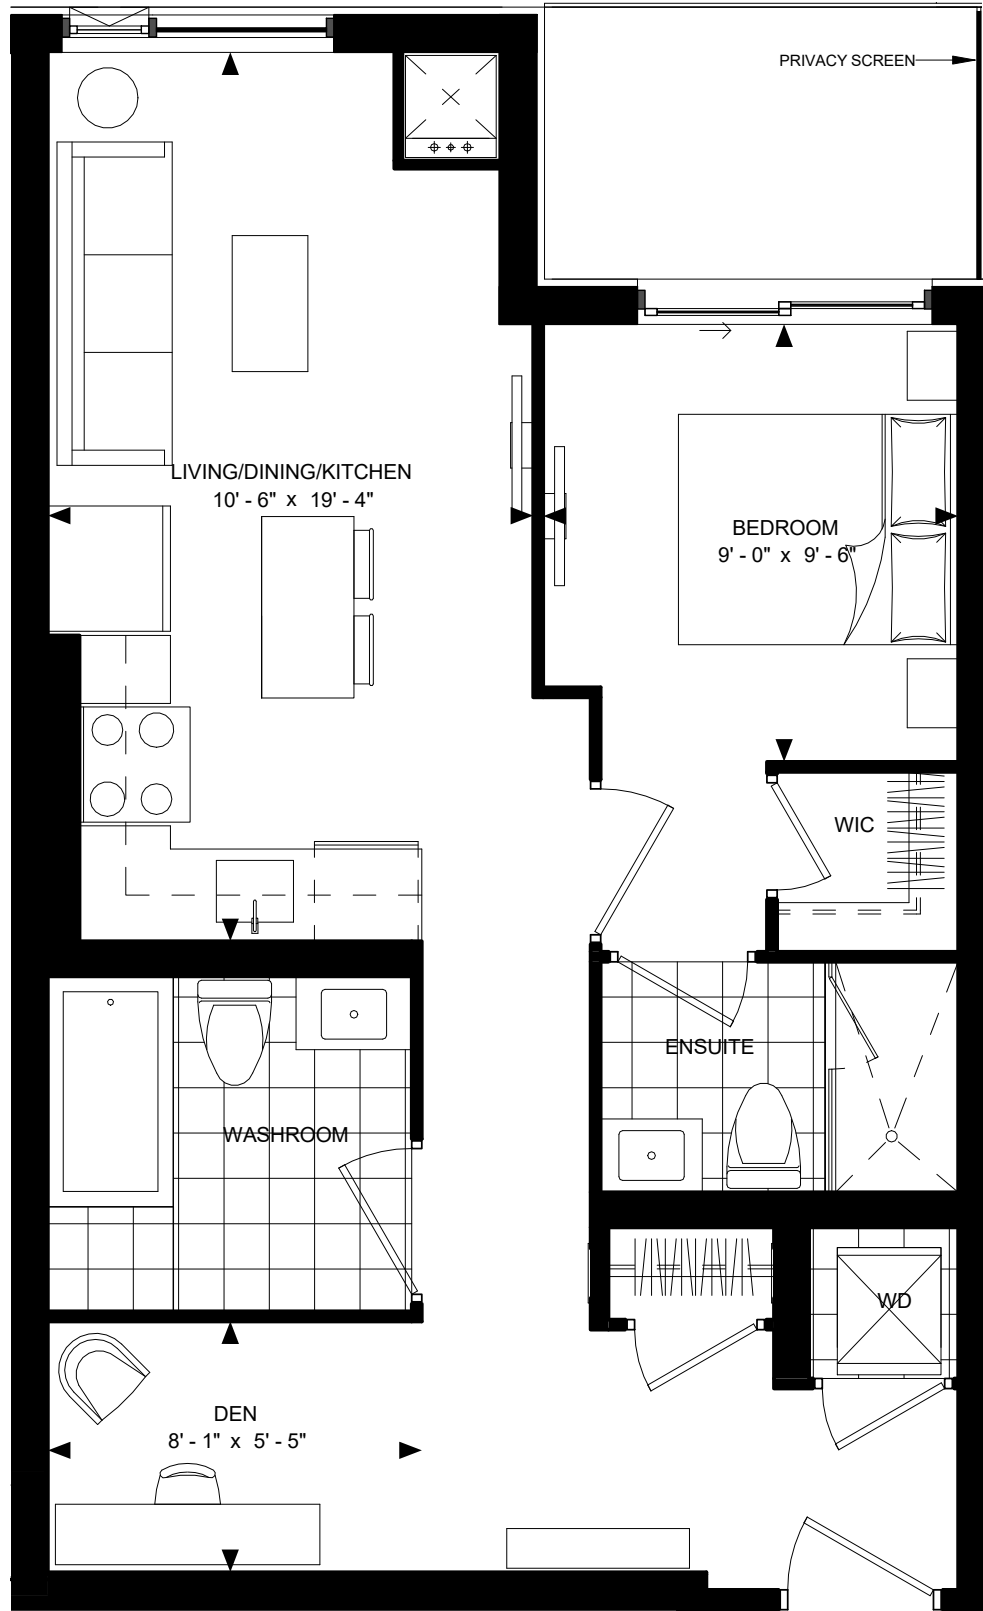 PRIVACY SCREEN
LIVING/DINING/KITCHEN
10' - 6" x 19' - 4"
BEDROOM
9' - 0" x 9' - 6"
WIC
ENSUITE
WASHROOM
WD
DEN
8' - 1" x 5' - 5"